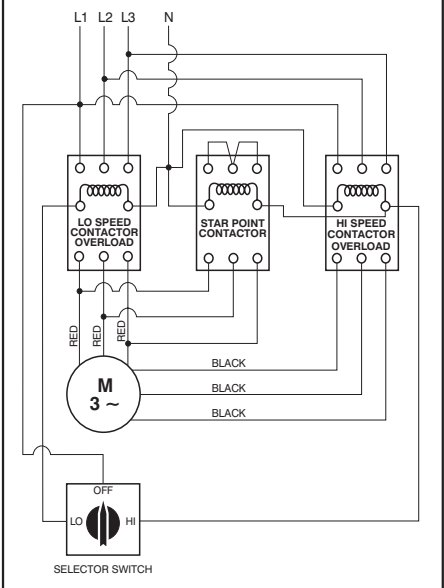 L1 L2 L3 N
LO SPEED
CONTACTOR
OVERLOAD
STAR POINT
CONTACTOR
HI SPEED
CONTACTOR
OVERLOAD
RED
RED
RED
BLACK
BLACK
BLACK
M
3 ~
OFF
LO
HI
SELECTOR SWITCH